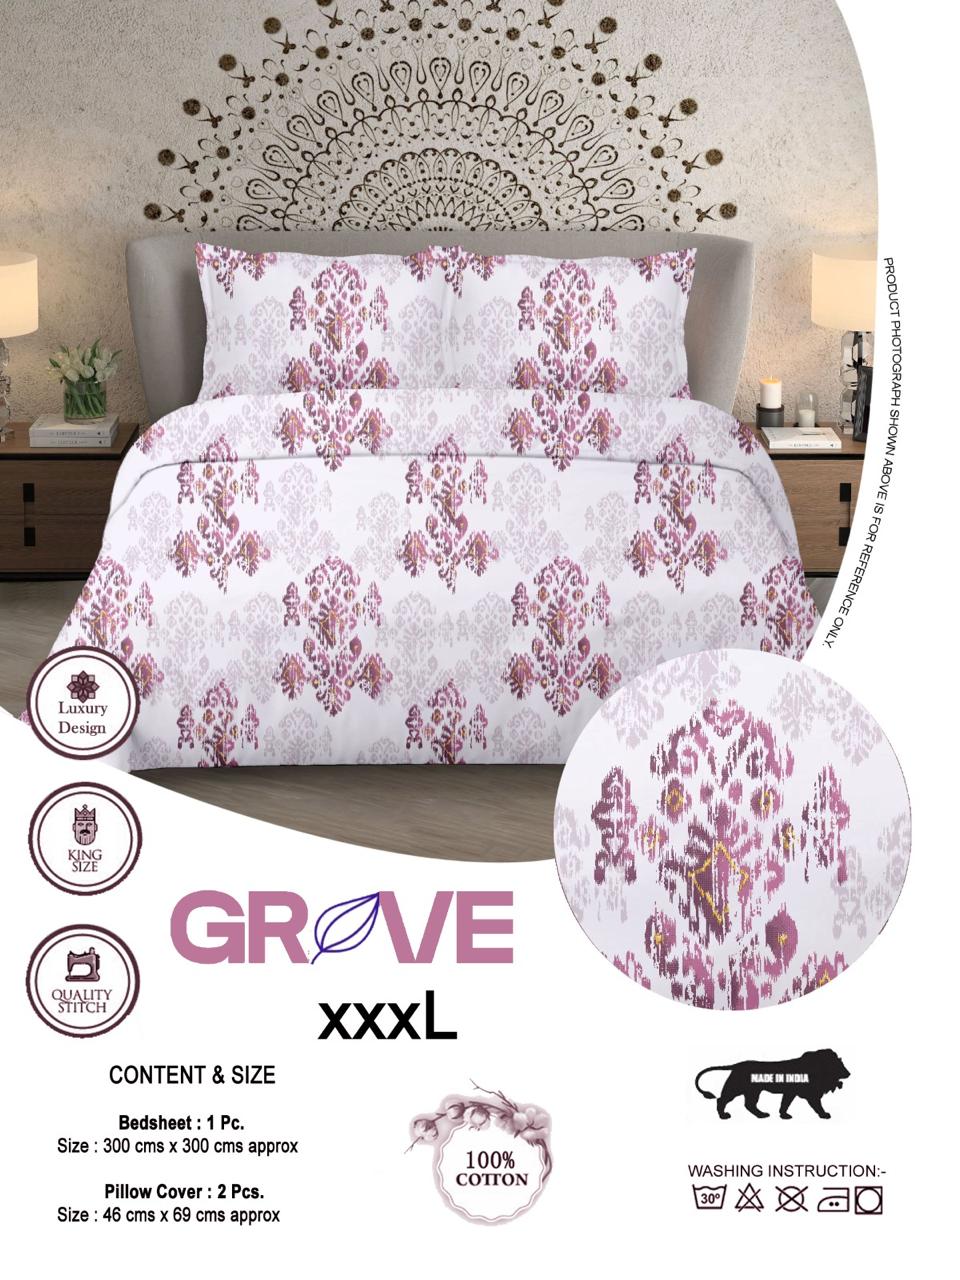 PRODUCT PHOTOGRAPH SHOWN ABOVE IS FOR REFERENCE ONLY.
Luxury
Design
KING
SIZE
QUALITY
STITCH
GROVE
xxxL
CONTENT & SIZE
Bedsheet : 1 Pc.
Size : 300 cms x 300 cms approx
Pillow Cover : 2 Pcs.
Size : 46 cms x 69 cms approx
100%
COTTON
MADE IN INDIA
WASHING INSTRUCTION:-
30°